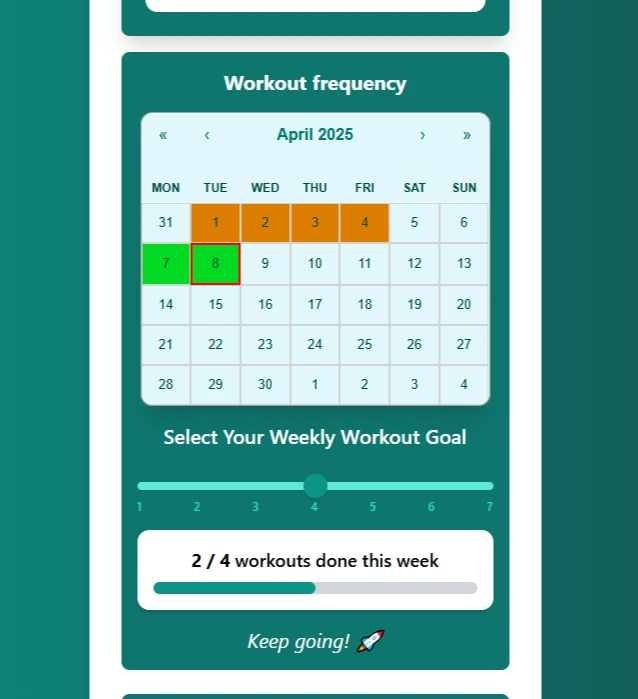 Workout frequency
« ‹ April 2025 › »
MON TUE WED THU FRI SAT SUN
31 1 2 3 4 5 6
7 8 9 10 11 12 13
14 15 16 17 18 19 20
21 22 23 24 25 26 27
28 29 30 1 2 3 4
Select Your Weekly Workout Goal
1 2 3 4 5 6 7
2 / 4 workouts done this week
Keep going! 🚀